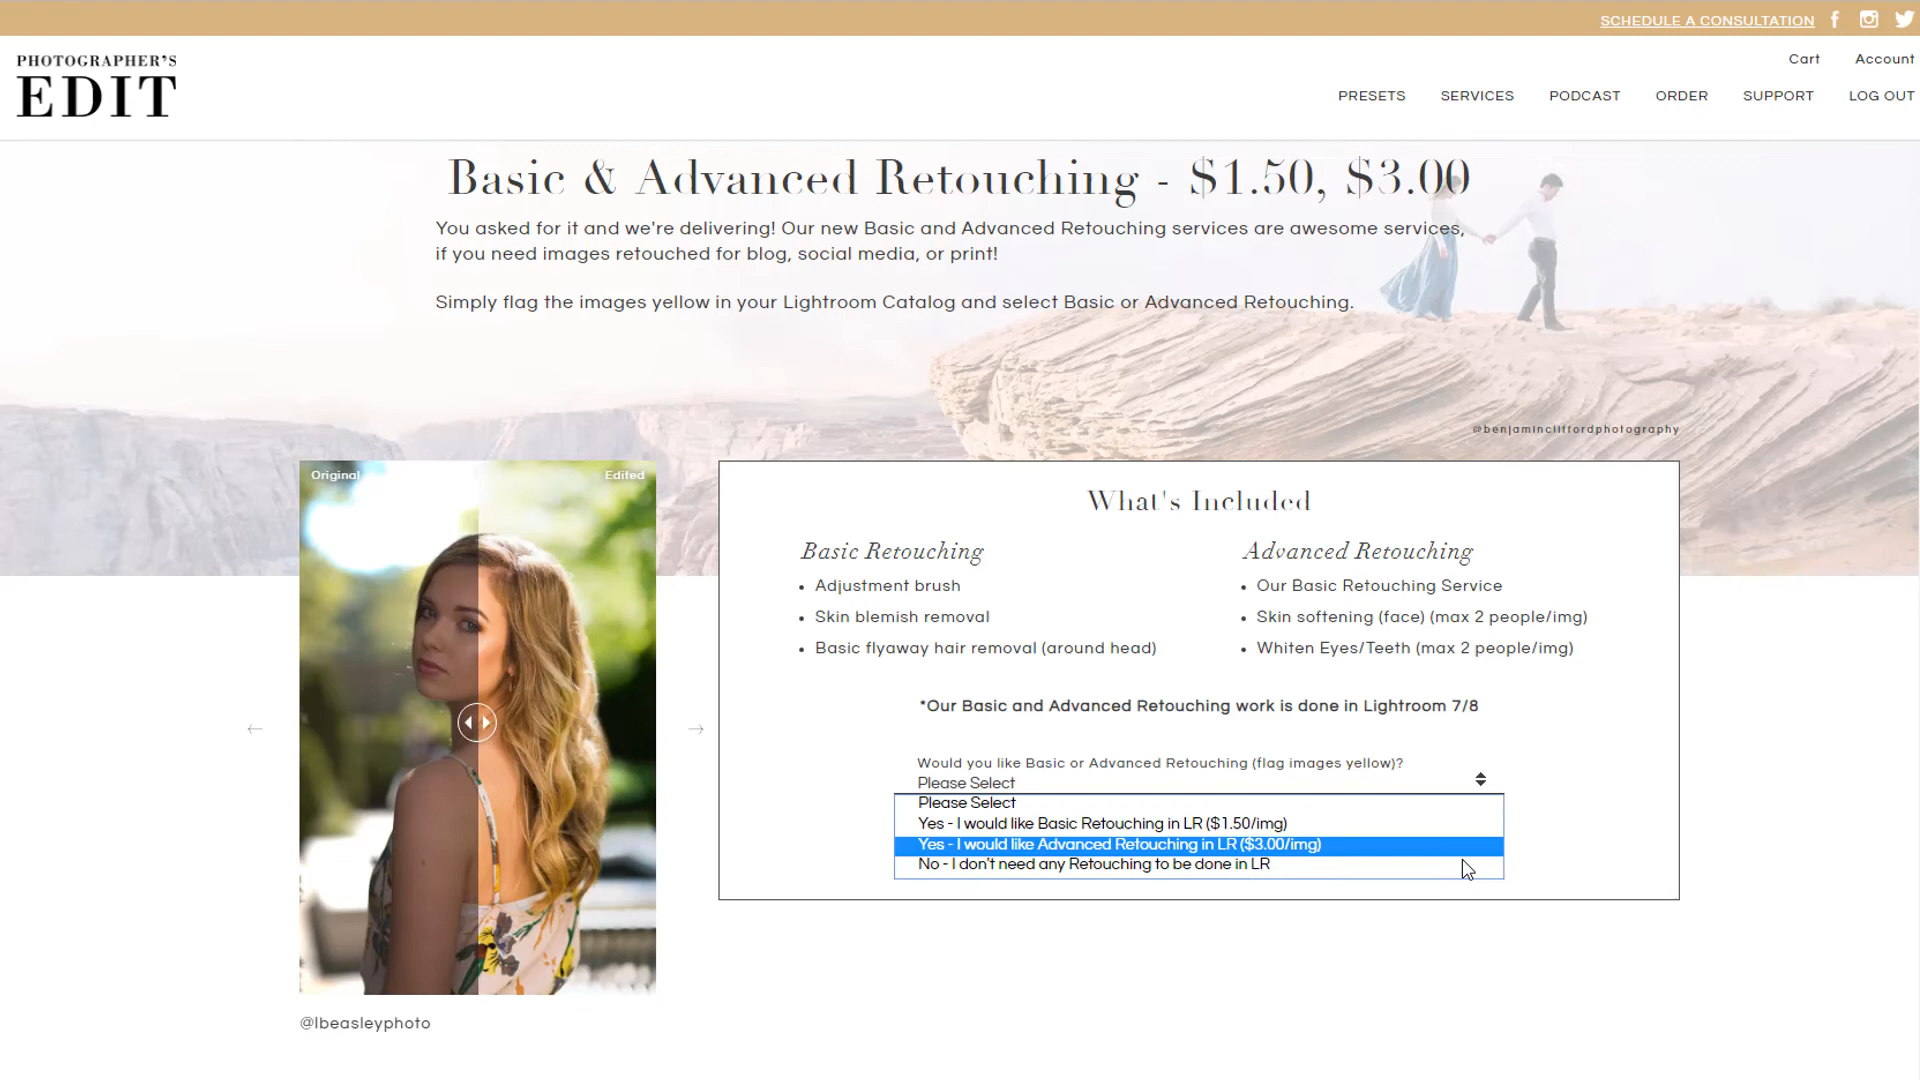 SCHEDULE A CONSULTATION
PHOTOGRAPHER'S
EDIT
Cart
Account
PRESETS
SERVICES
PODCAST
ORDER
SUPPORT
LOG OUT
Basic & Advanced Retouching - $1.50, $3.00
You asked for it and we're delivering! Our new Basic and Advanced Retouching services are awesome services,
if you need images retouched for blog, social media, or print!
Simply flag the images yellow in your Lightroom Catalog and select Basic or Advanced Retouching.
@benjamincliffordphotography
Original
Edited
@lbeasleyphoto
What's Included
Basic Retouching
• Adjustment brush
• Skin blemish removal
• Basic flyaway hair removal (around head)
Advanced Retouching
• Our Basic Retouching Service
• Skin softening (face) (max 2 people/img)
• Whiten Eyes/Teeth (max 2 people/img)
*Our Basic and Advanced Retouching work is done in Lightroom 7/8
Would you like Basic or Advanced Retouching (flag images yellow)?
Please Select
Please Select
Yes - I would like Basic Retouching in LR ($1.50/img)
Yes - I would like Advanced Retouching in LR ($3.00/img)
No - I don't need any Retouching to be done in LR